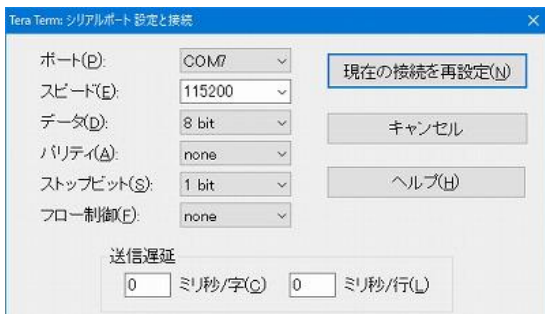 Tera Term: シリアルポート 設定と接続
ポート(P): COM7 現在の接続を再設定(N)
スピード(E): 115200
データ(D): 8 bit キャンセル
パリティ(A): none
ストップビット(S): 1 bit ヘルプ(H)
フロー制御(F): none
送信遅延
0 ミリ秒/字(C) 0 ミリ秒/行(L)